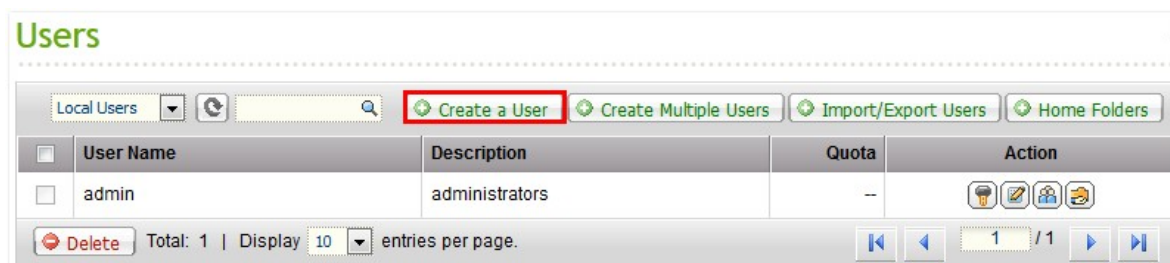 Users
Local Users Create a User Create Multiple Users Import/Export Users Home Folders
User Name Description Quota Action
admin administrators --
Delete Total: 1 | Display 10 entries per page. 1 / 1